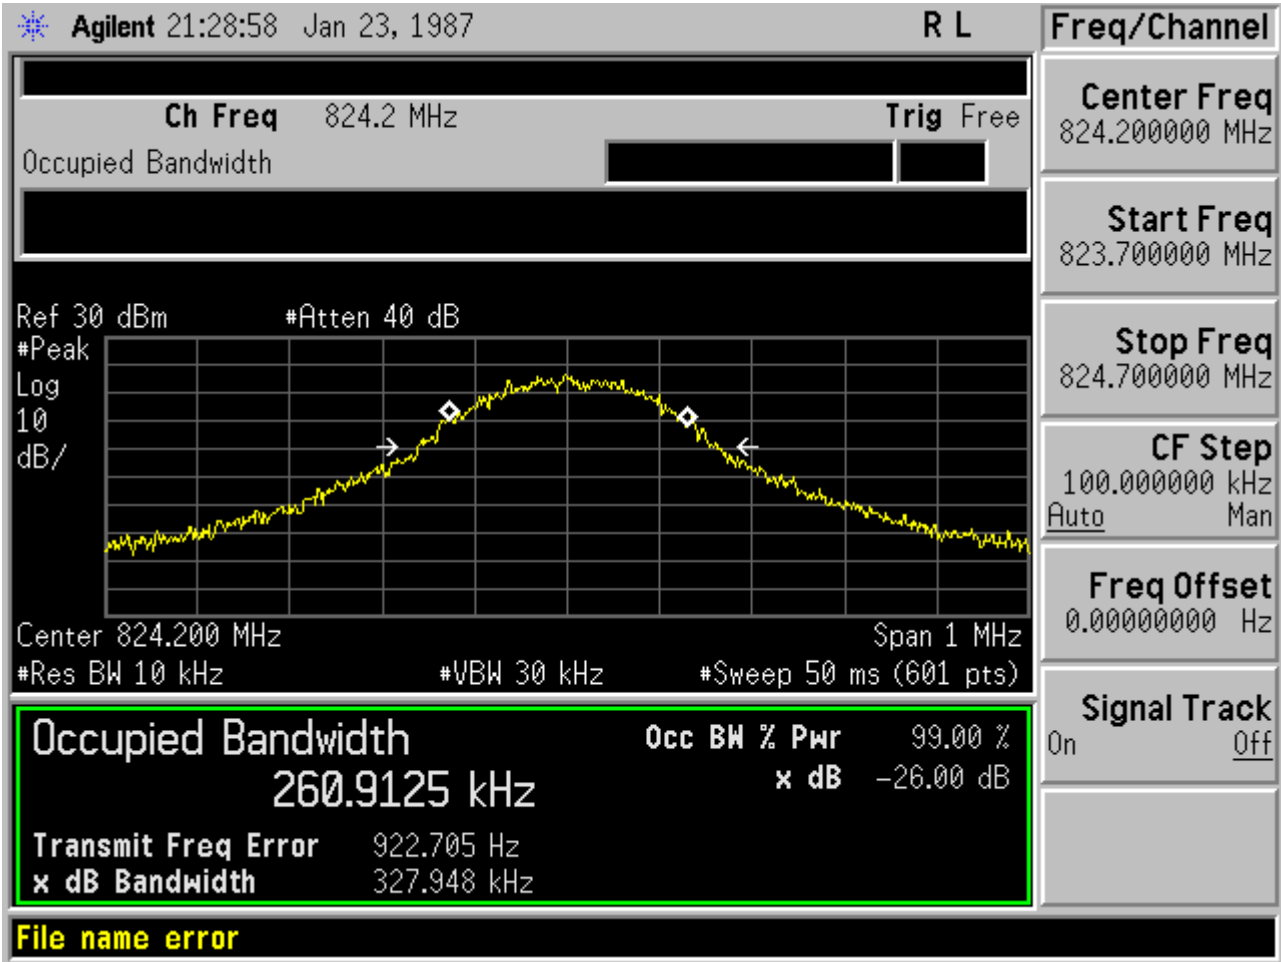 Agilent 21:28:58 Jan 23, 1987 R L
Freq/Channel
Ch Freq 824.2 MHz Trig Free
Occupied Bandwidth
Center Freq
824.200000 MHz
Start Freq
823.700000 MHz
Stop Freq
824.700000 MHz
CF Step
100.000000 kHz
Auto Man
Freq Offset
0.00000000 Hz
Signal Track
On Off
Ref 30 dBm #Atten 40 dB
#Peak
Log
10
dB/
Center 824.200 MHz Span 1 MHz
#Res BW 10 kHz #VBW 30 kHz #Sweep 50 ms (601 pts)
Occupied Bandwidth Occ BW % Pwr 99.00 %
260.9125 kHz x dB -26.00 dB
Transmit Freq Error 922.705 Hz
x dB Bandwidth 327.948 kHz
File name error